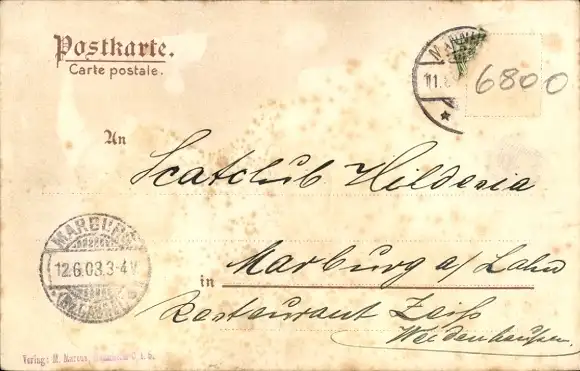 Postkarte.
Carte postale.
11.
6800
An
Scatclub Hilderia
MARBURG
12.6.03.3-4V
in Marburg a/ Lahn
Restaurant Zeiß
Weidenhausen
Verlag: M. Marcus,